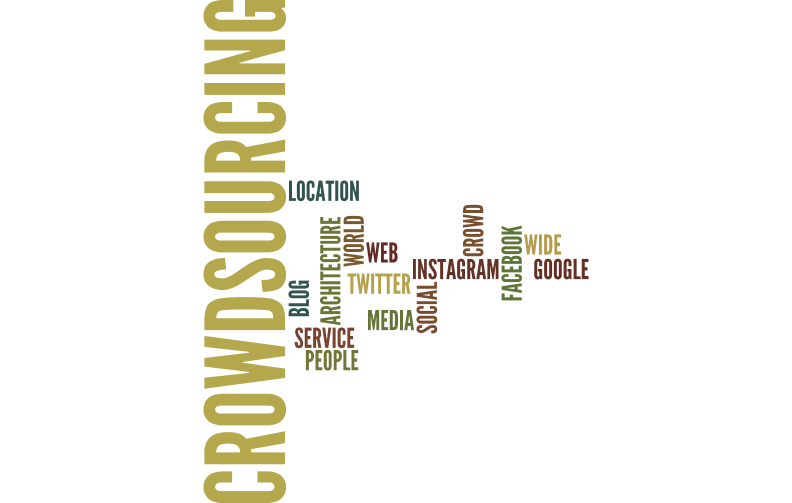 CROWDSOURCING
LOCATION
ARCHITECTURE
WORLD
WEB
CROWD
FACEBOOK
WIDE
INSTAGRAM
GOOGLE
BLOG
TWITTER
SOCIAL
MEDIA
SERVICE
PEOPLE